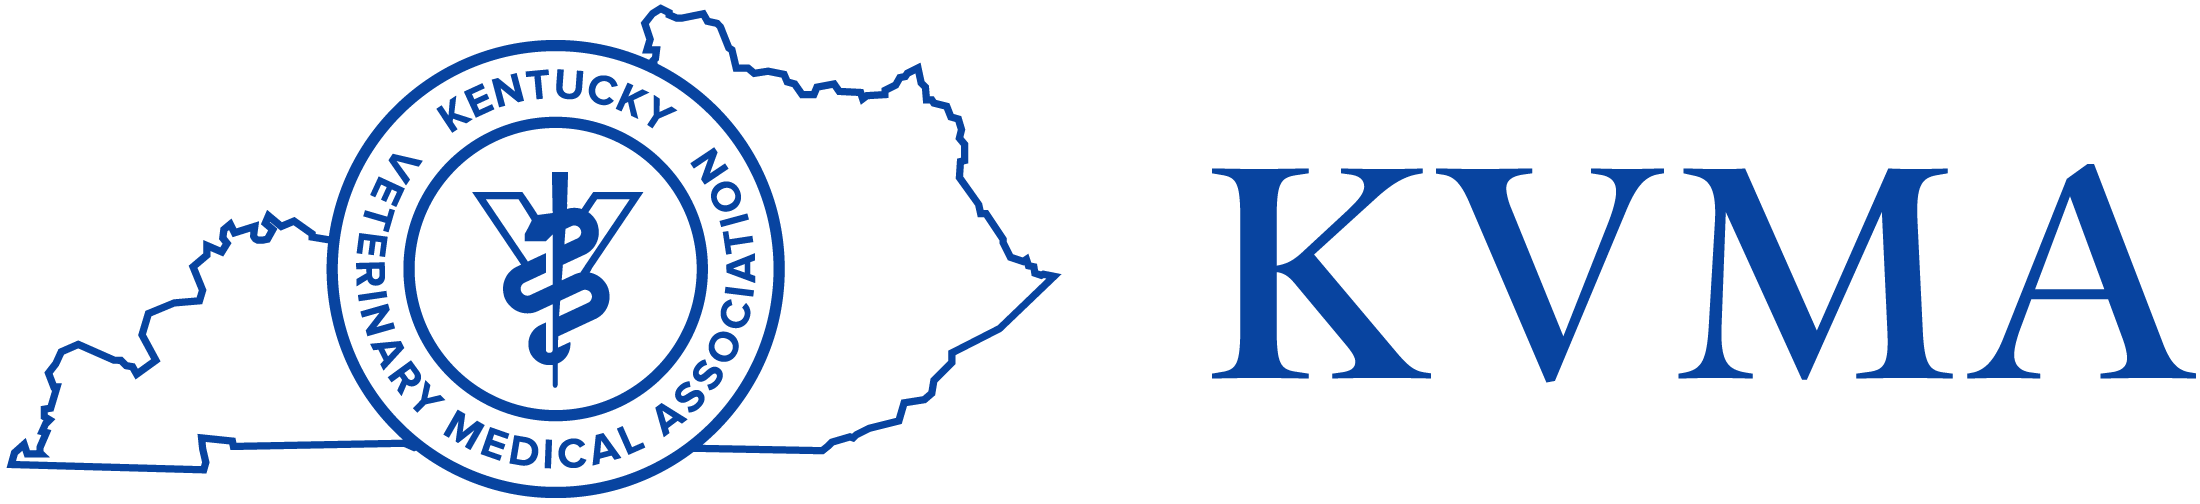 KENTUCKY
VETERINARY MEDICAL ASSOCIATION
V
KVMA